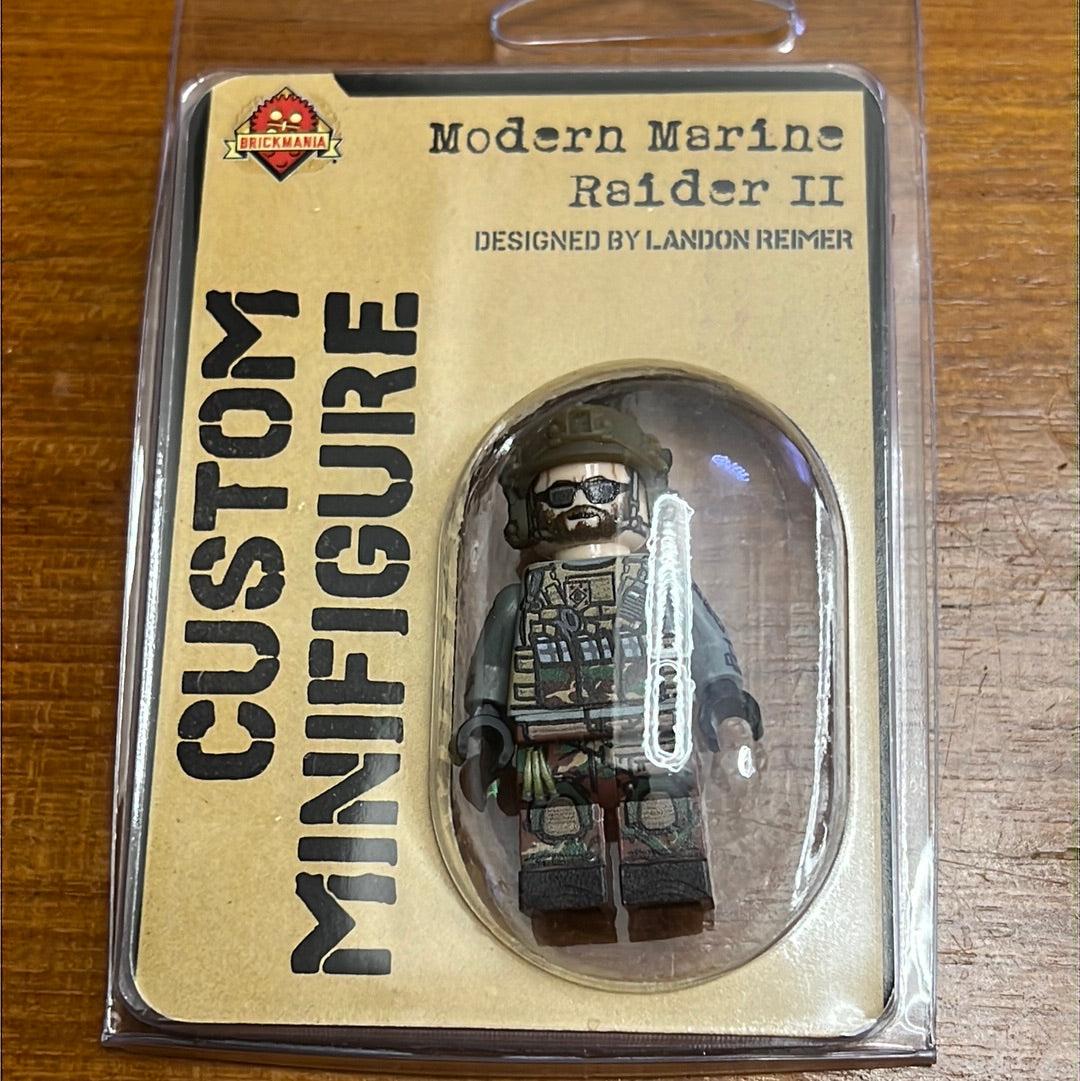 BRICKMANIA
Modern Marine
Raider II
DESIGNED BY LANDON REIMER
CUSTOM
MINIFIGURE